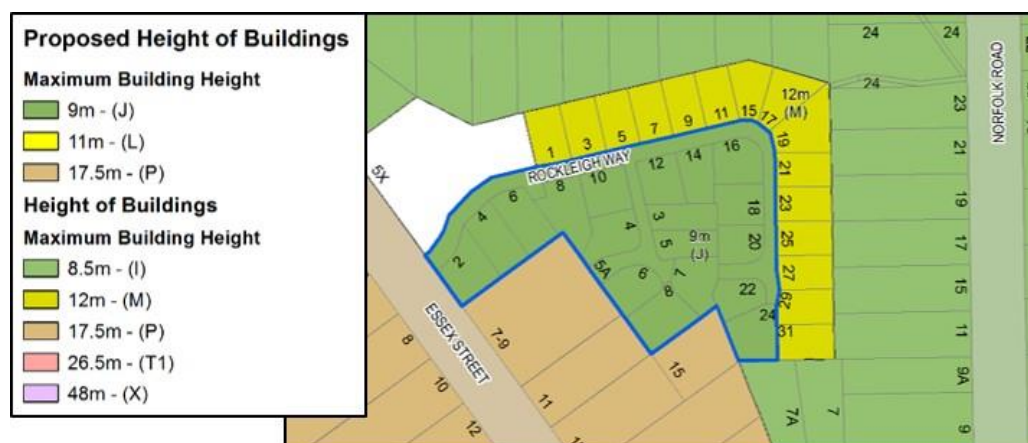 Proposed Height of Buildings
Maximum Building Height
9m - (J)
11m - (L)
17.5m - (P)
Height of Buildings
Maximum Building Height
8.5m - (I)
12m - (M)
17.5m - (P)
26.5m - (T1)
48m - (X)
24
24
24
NORFOLK ROAD
12m
(M)
23
21
19
17
15
11
9A
9
1
3
5
7
9
11
15
17
19
21
23
25
27
29
31
ROCKLEIGH WAY
5X
2
4
6
8
10
12
14
16
18
20
22
24
3
4
5
5A
6
7
8
9m
(J)
ESSEX STREET
7-9
11
15
8
10
12
7A
7